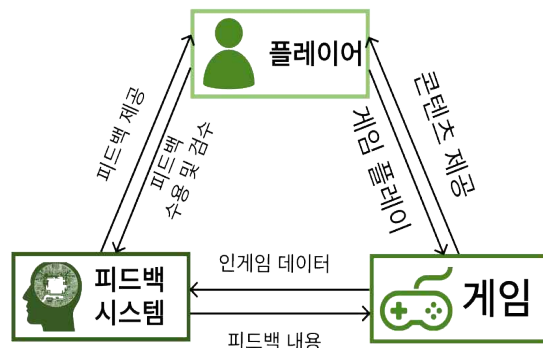 플레이어
피드백 제공
피드백
수용 및 검수
게임 플레이
콘텐츠 제공
피드백
시스템
인게임 데이터
게임
피드백 내용